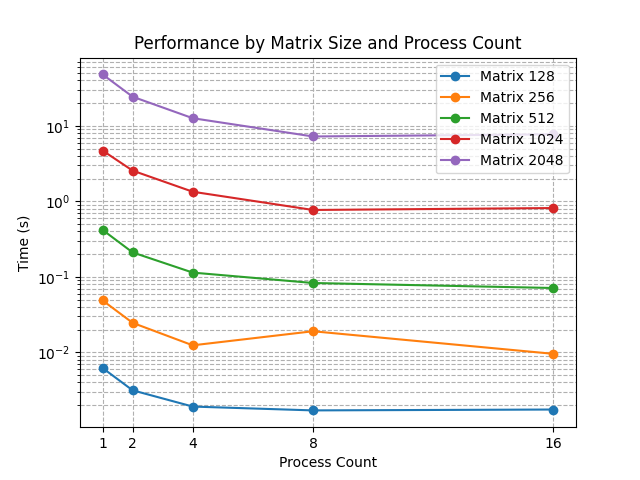 Performance by Matrix Size and Process Count
Matrix 128
Matrix 256
Matrix 512
Matrix 1024
Matrix 2048
Time (s)
10¹
10⁰
10⁻¹
10⁻²
1 2 4 8 16
Process Count